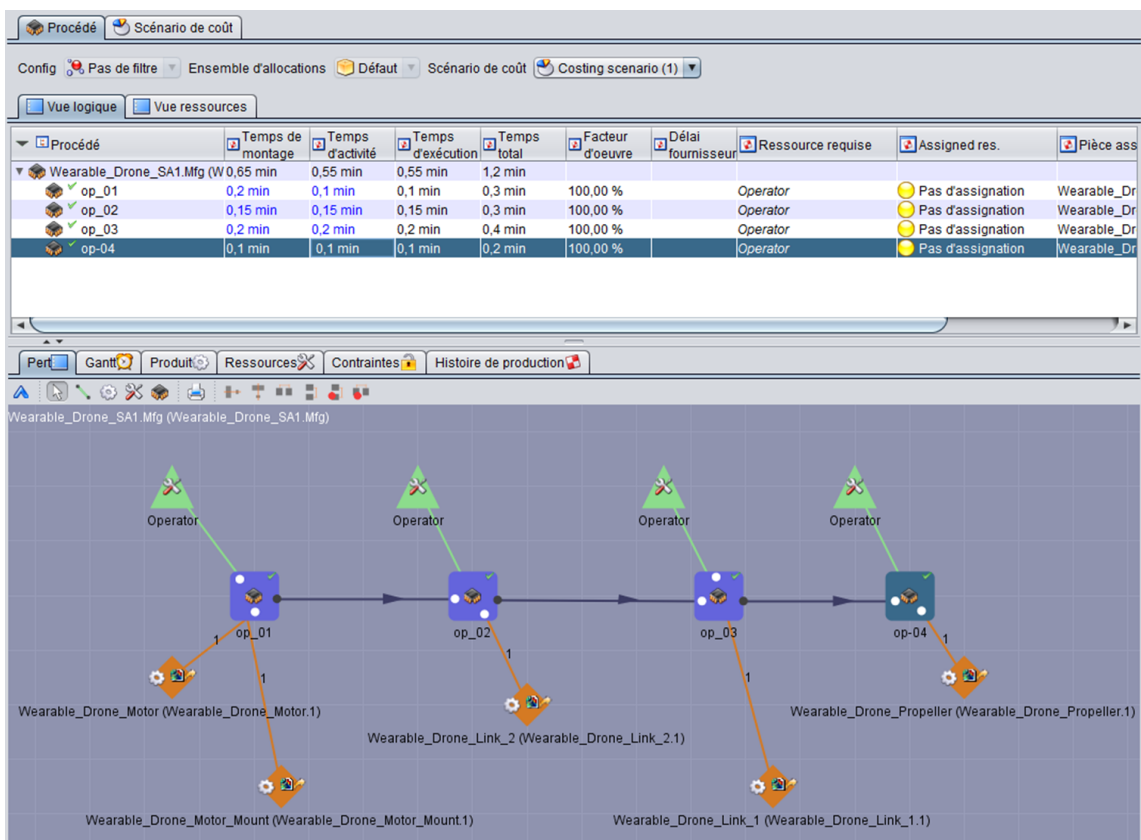 Procédé Scénario de coût
Config Pas de filtre Ensemble d'allocations Défaut Scénario de coût Costing scenario (1)
Vue logique Vue ressources
Procédé Temps de montage Temps d'activité Temps d'exécution Temps total Facteur d'oeuvre Délai fournisseur Ressource requise Assigned res. Pièce ass
Wearable_Drone_SA1.Mfg (W 0,65 min 0,55 min 0,55 min 1,2 min
op_01 0,2 min 0,1 min 0,1 min 0,3 min 100,00 % Operator Pas d'assignation Wearable_Dr
op_02 0,15 min 0,15 min 0,15 min 0,3 min 100,00 % Operator Pas d'assignation Wearable_Dr
op_03 0,2 min 0,2 min 0,2 min 0,4 min 100,00 % Operator Pas d'assignation Wearable_Dr
op-04 0,1 min 0,1 min 0,1 min 0,2 min 100,00 % Operator Pas d'assignation Wearable_Dr
Pert Gantt Produit Ressources Contraintes Histoire de production
Wearable_Drone_SA1.Mfg (Wearable_Drone_SA1.Mfg)
Operator Operator Operator Operator
op_01 op_02 op_03 op-04
1 1 1 1 1
Wearable_Drone_Motor (Wearable_Drone_Motor.1) Wearable_Drone_Propeller (Wearable_Drone_Propeller.1)
Wearable_Drone_Link_2 (Wearable_Drone_Link_2.1)
Wearable_Drone_Motor_Mount (Wearable_Drone_Motor_Mount.1) Wearable_Drone_Link_1 (Wearable_Drone_Link_1.1)